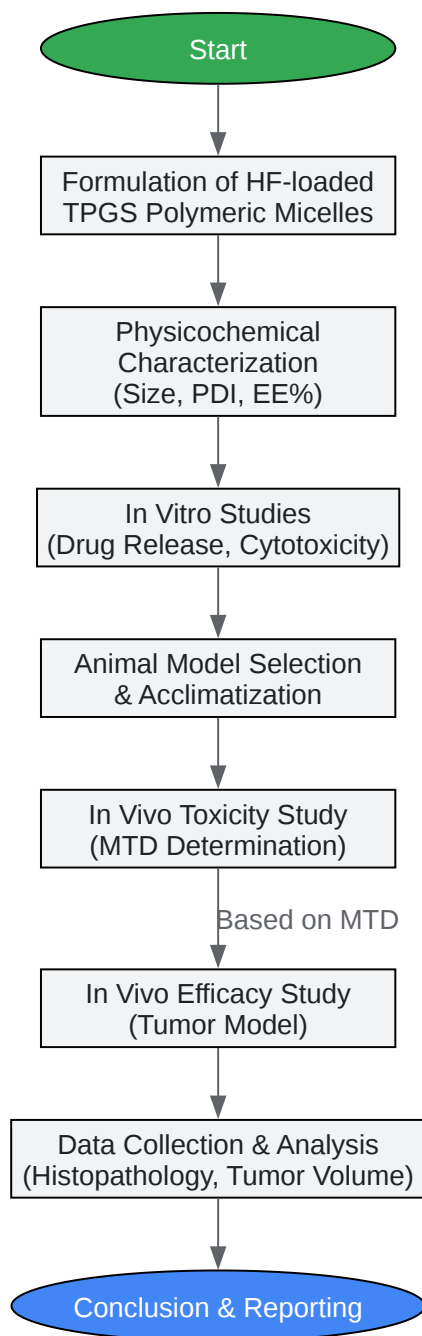 Start
Formulation of HF-loaded
TPGS Polymeric Micelles
Physicochemical
Characterization
(Size, PDI, EE%)
In Vitro Studies
(Drug Release, Cytotoxicity)
Animal Model Selection
& Acclimatization
In Vivo Toxicity Study
(MTD Determination)
Based on MTD
In Vivo Efficacy Study
(Tumor Model)
Data Collection & Analysis
(Histopathology, Tumor Volume)
Conclusion & Reporting